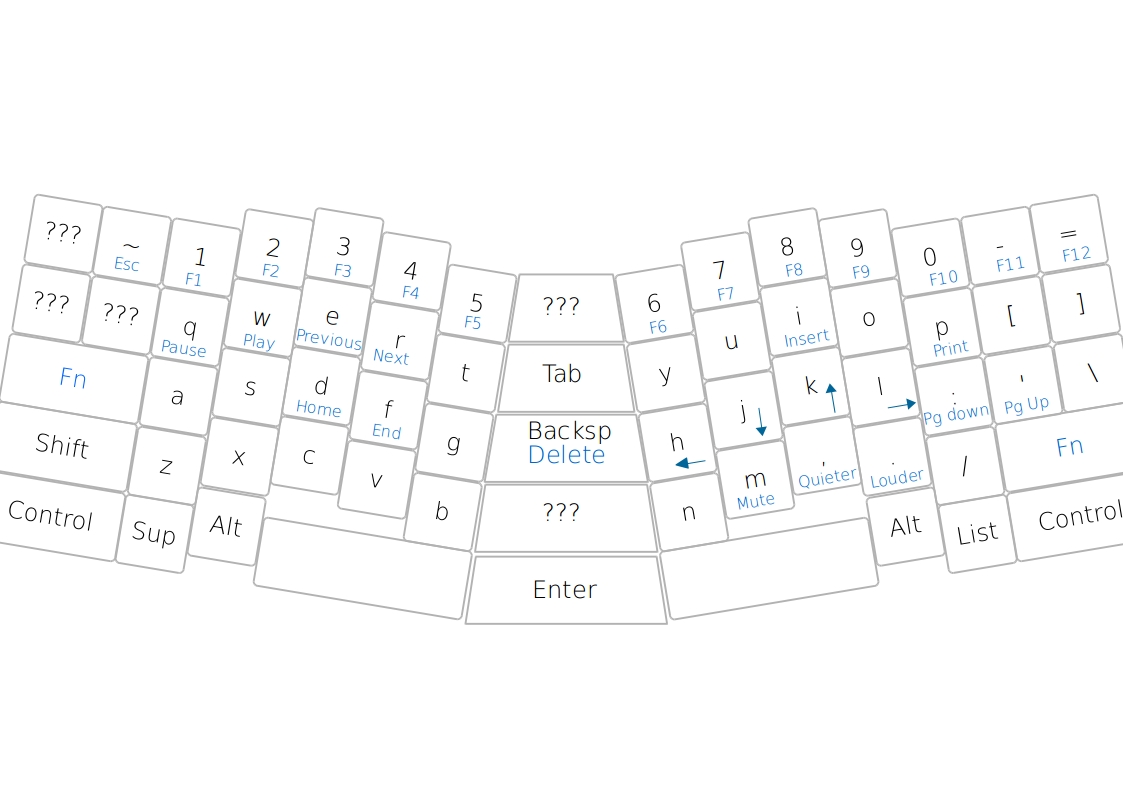 ??? ~ 1 2 3 4 5 ??? 6 7 8 9 0 - =
Esc F1 F2 F3 F4 F5 F6 F7 F8 F9 F10 F11 F12
??? ??? q w e r t Tab y u i o p [ ]
Pause Play Previous Next Insert Print
Fn a s d f g Backsp h j k l ; ' \
Home End Delete Pg down Pg Up
Shift z x c v b ??? n m , . / Fn
Mute Quieter Louder
Control Sup Alt Enter Alt List Control